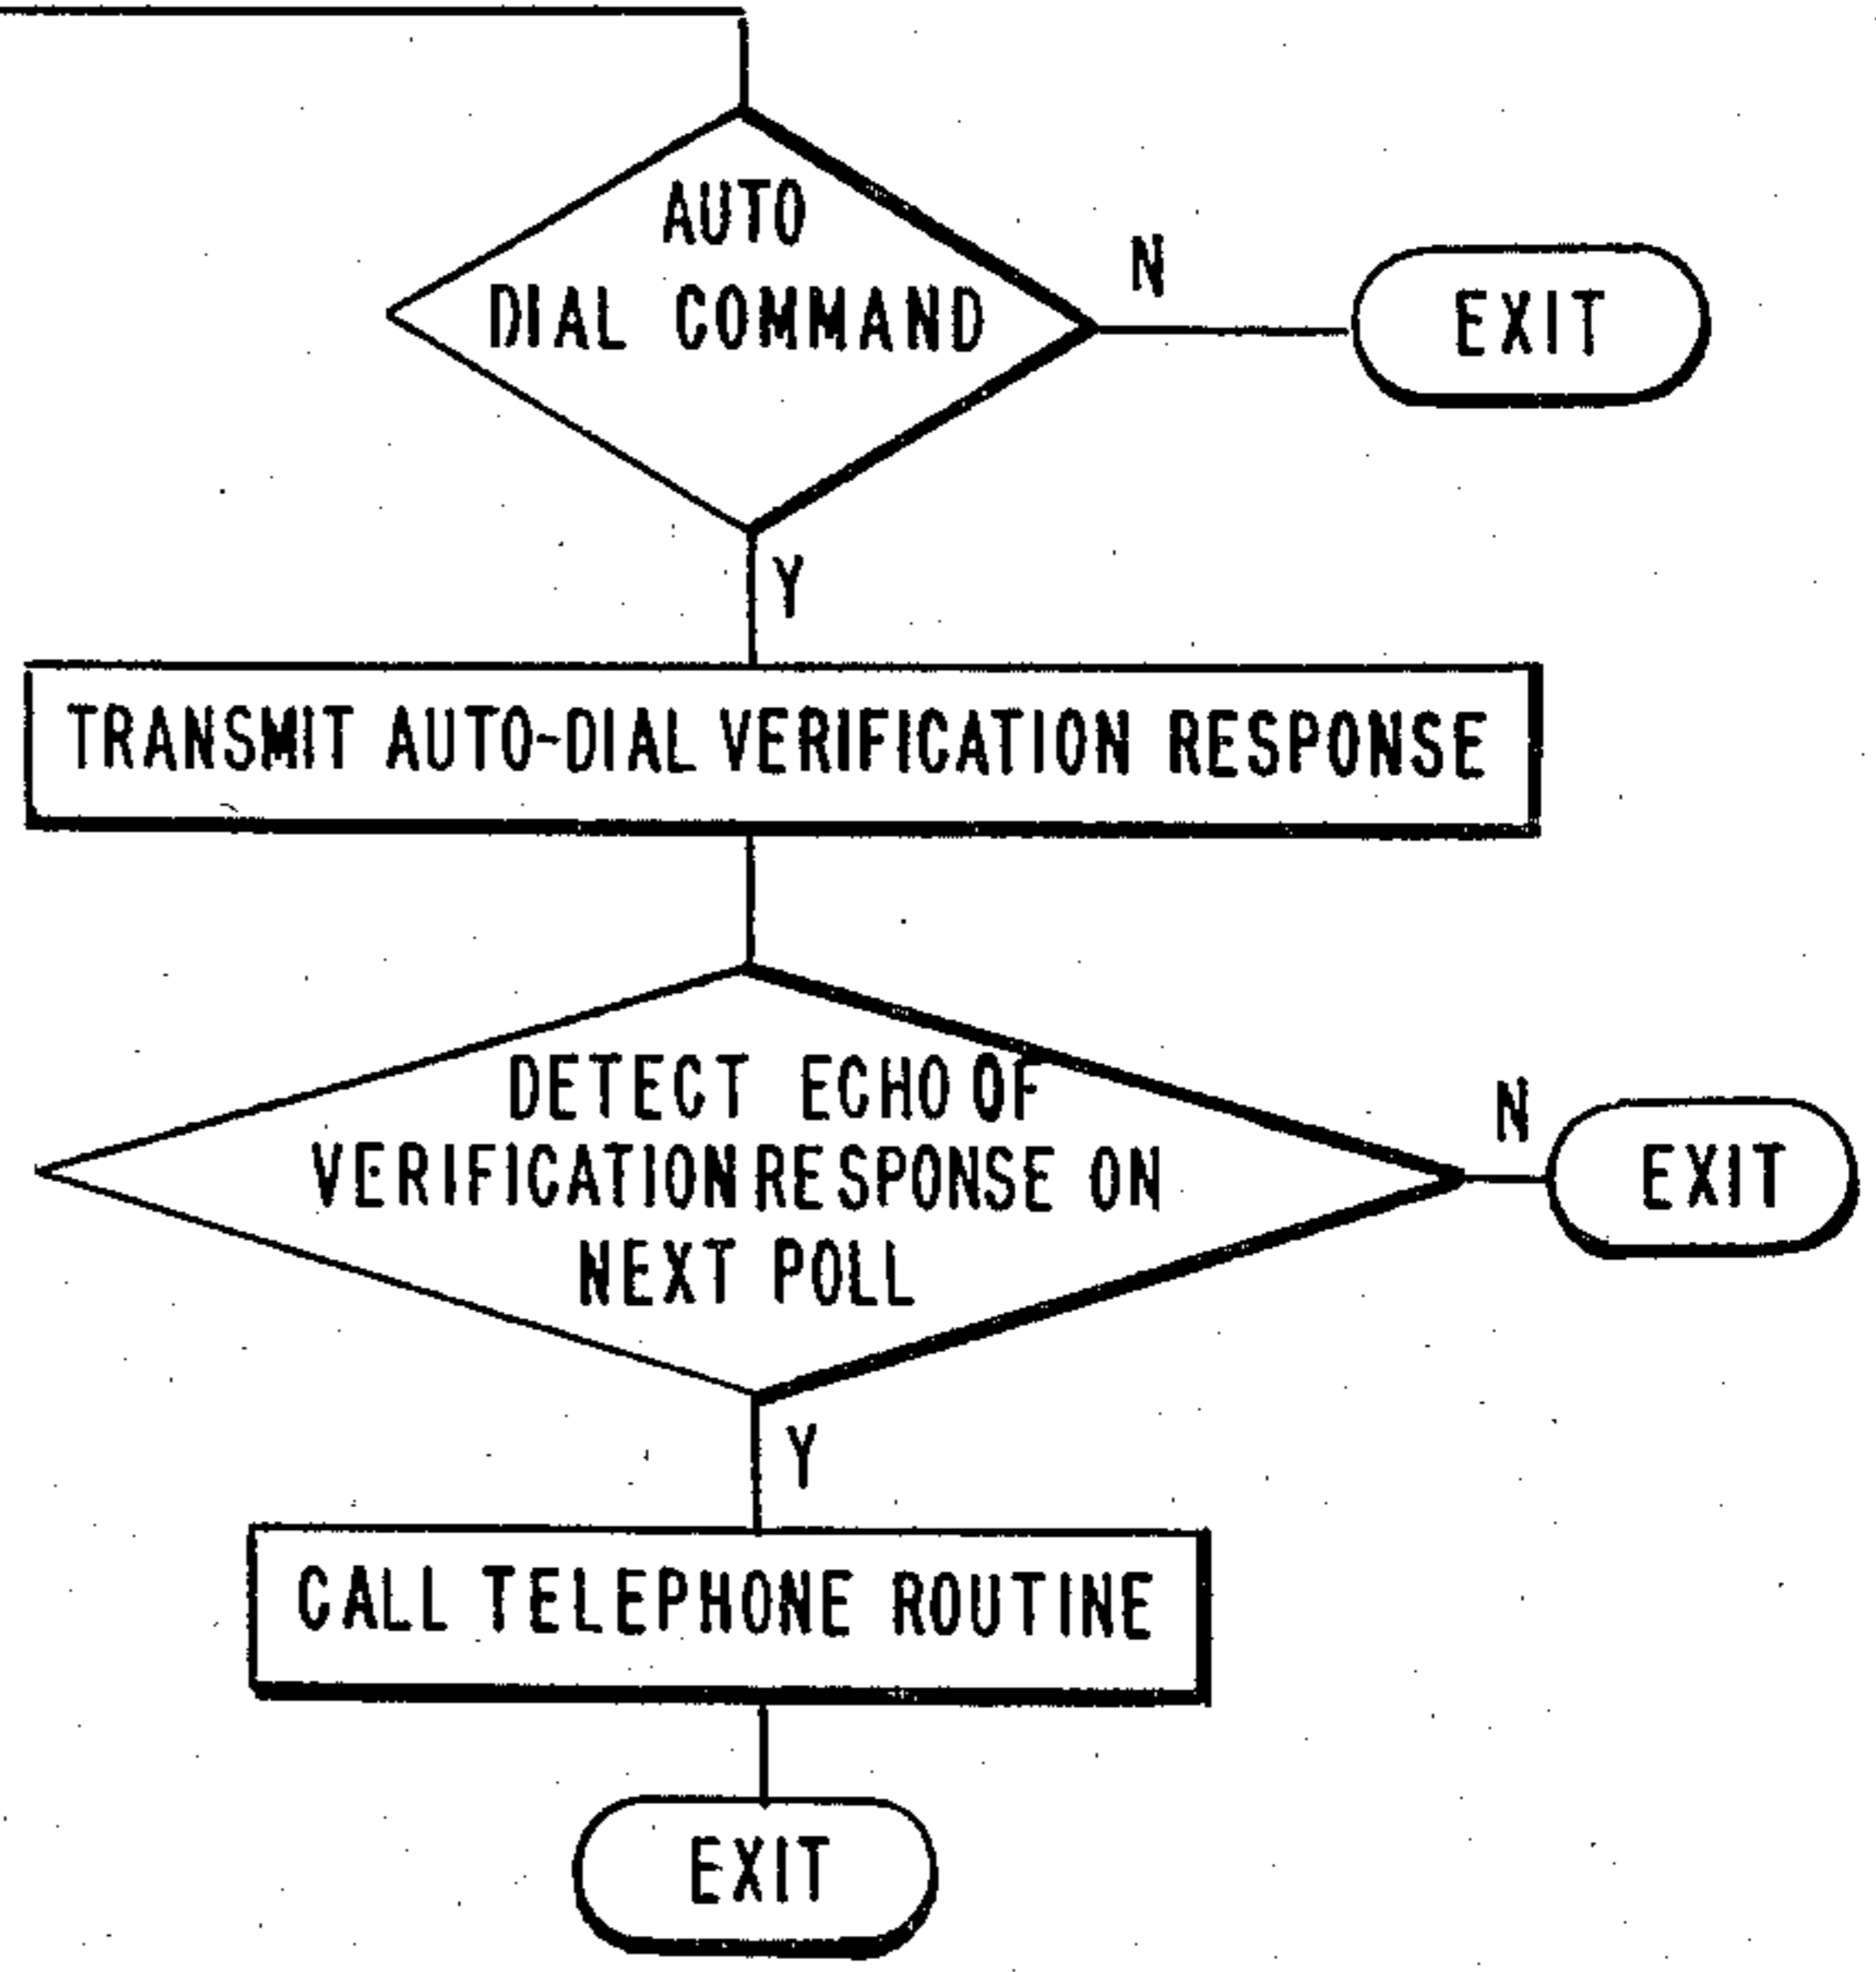 AUTO
DIAL COMMAND
N
EXIT
Y
TRANSMIT AUTO-DIAL VERIFICATION RESPONSE
DETECT ECHO OF
VERIFICATION RESPONSE ON
NEXT POLL
N
EXIT
Y
CALL TELEPHONE ROUTINE
EXIT